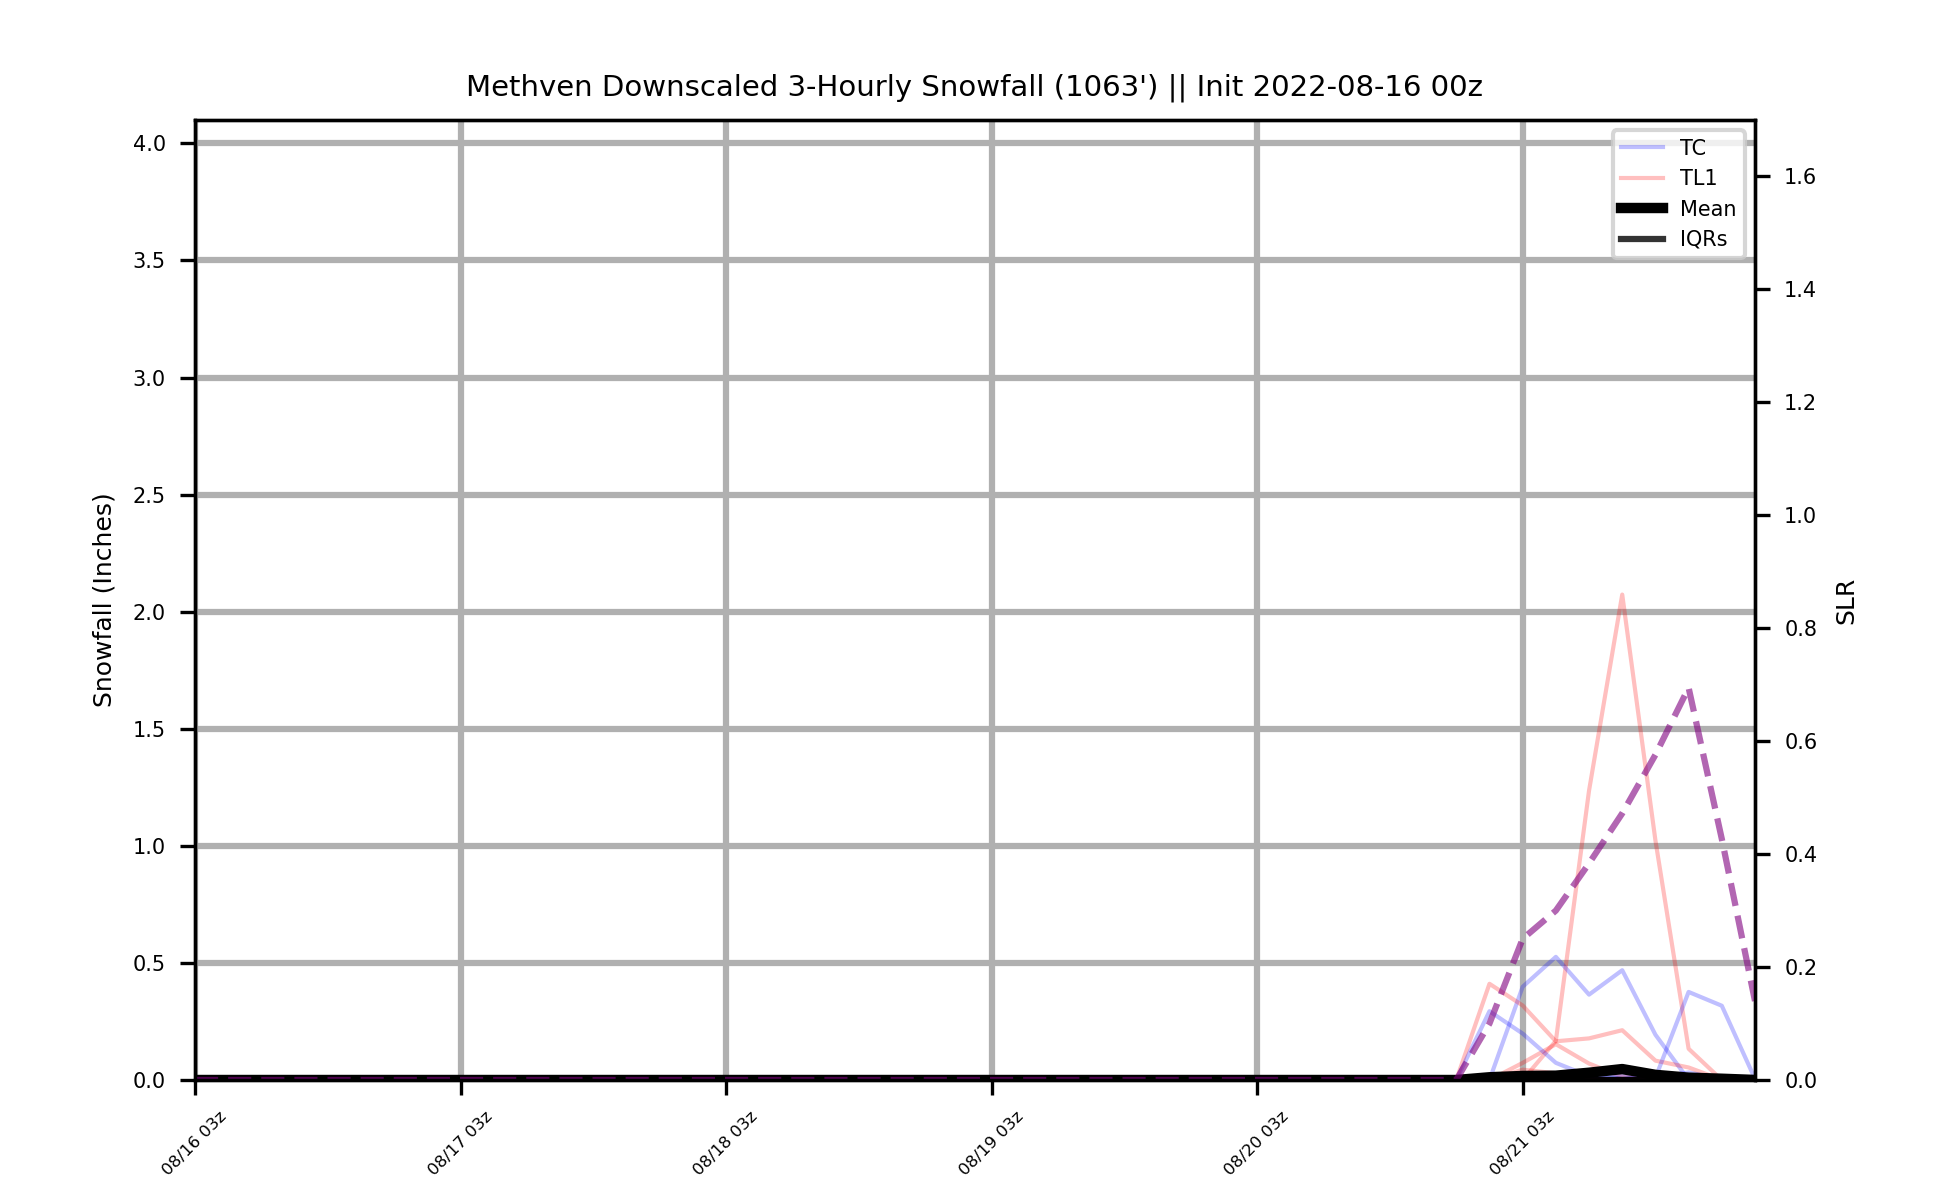 Methven Downscaled 3-Hourly Snowfall (1063') || Init 2022-08-16 00z
TC
TL1
Mean
IQRs
4.0
3.5
3.0
2.5
2.0
1.5
1.0
0.5
0.0
Snowfall (Inches)
1.6
1.4
1.2
1.0
0.8
0.6
0.4
0.2
0.0
SLR
08/16 03z
08/17 03z
08/18 03z
08/19 03z
08/20 03z
08/21 03z